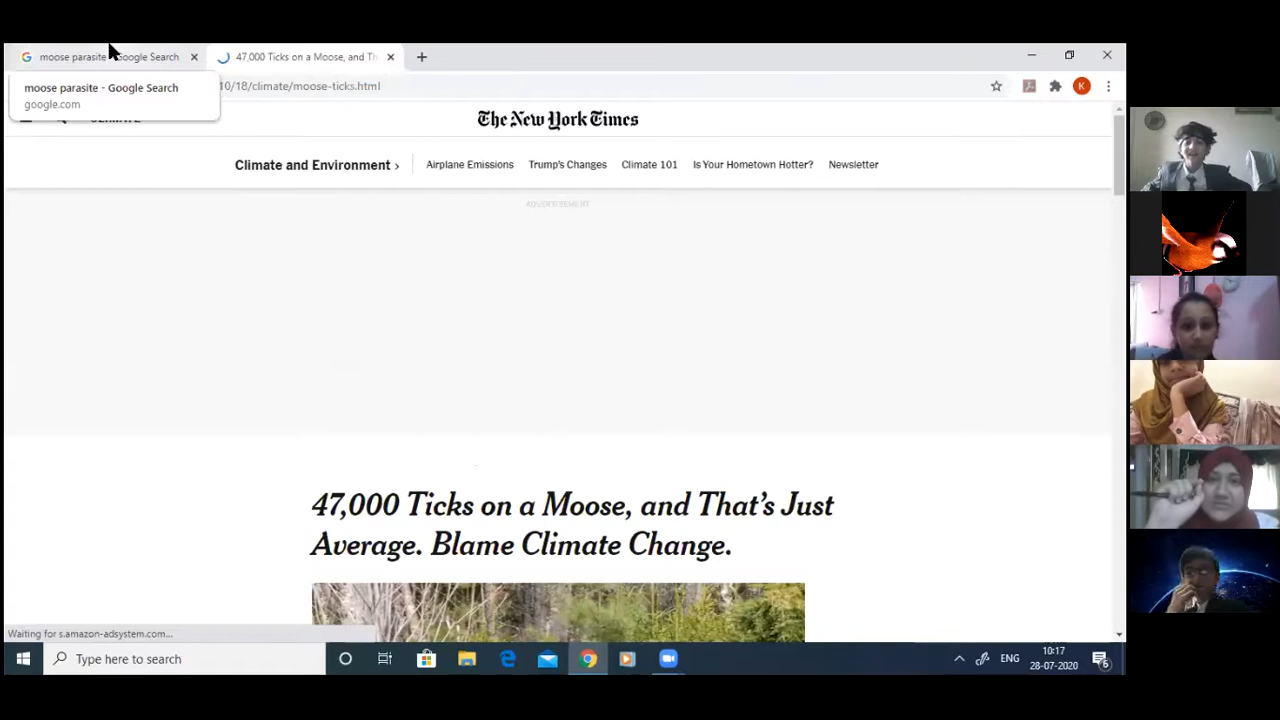 moose parasite - Google Search
47,000 Ticks on a Moose, and Th
moose parasite - Google Search
google.com
10/18/climate/moose-ticks.html
K
The New York Times
Climate and Environment >
Airplane Emissions
Trump's Changes
Climate 101
Is Your Hometown Hotter?
Newsletter
ADVERTISEMENT
47,000 Ticks on a Moose, and That's Just
Average. Blame Climate Change.
Waiting for s.amazon-adsystem.com...
Type here to search
ENG
10:17
28-07-2020
6